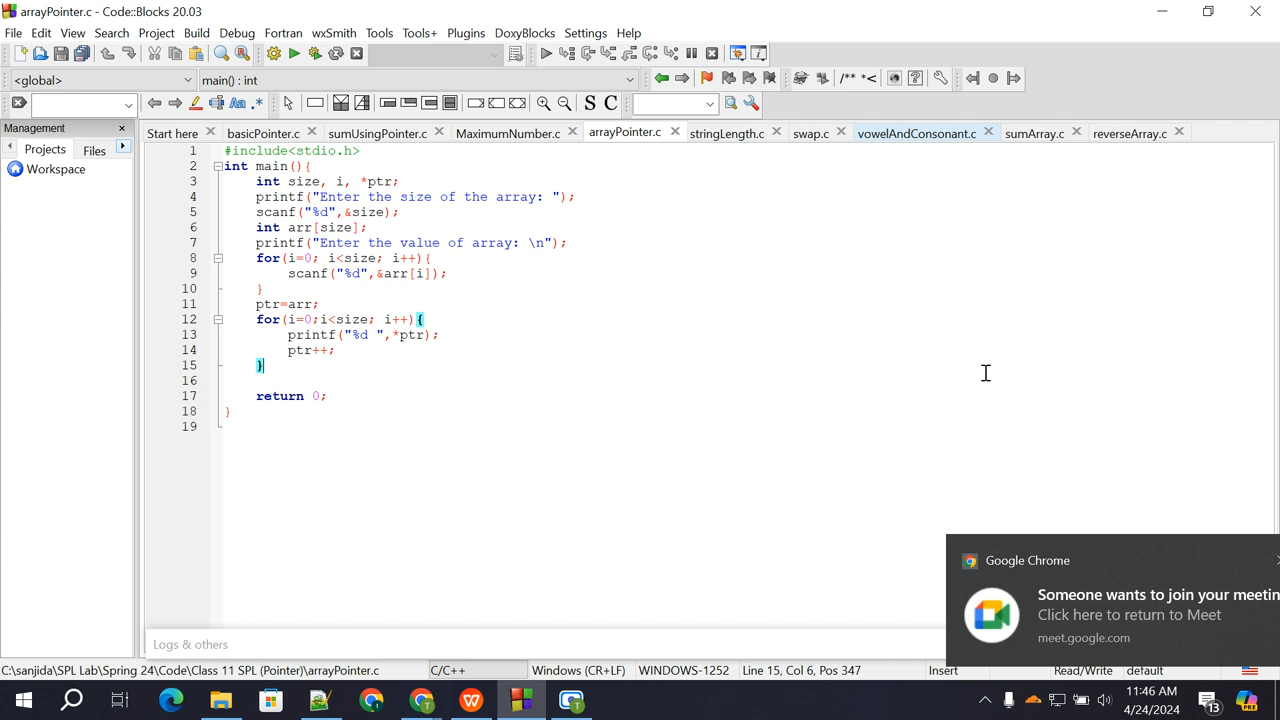 arrayPointer.c - Code::Blocks 20.03
File Edit View Search Project Build Debug Fortran wxSmith Tools Tools+ Plugins DoxyBlocks Settings Help
<global> main() : int
/** *<
Aa .* S C
Management
Start here basicPointer.c sumUsingPointer.c MaximumNumber.c arrayPointer.c stringLength.c swap.c vowelAndConsonant.c sumArray.c reverseArray.c
Projects Files
Workspace
1 #include<stdio.h>
2 int main(){
3 int size, i, *ptr;
4 printf("Enter the size of the array: ");
5 scanf("%d",&size);
6 int arr[size];
7 printf("Enter the value of array: \n");
8 for(i=0; i<size; i++){
9 scanf("%d",&arr[i]);
10 }
11 ptr=arr;
12 for(i=0;i<size; i++){
13 printf("%d ",*ptr);
14 ptr++;
15 }
16
17 return 0;
18 }
19
Google Chrome
Someone wants to join your meetin
Click here to return to Meet
meet.google.com
Logs & others
C:\sanjida\SPL Lab\Spring 24\Code\Class 11 SPL (Pointer)\arrayPointer.c C/C++ Windows (CR+LF) WINDOWS-1252 Line 15, Col 6, Pos 347 Insert Read/Write default
11:46 AM
4/24/2024
13